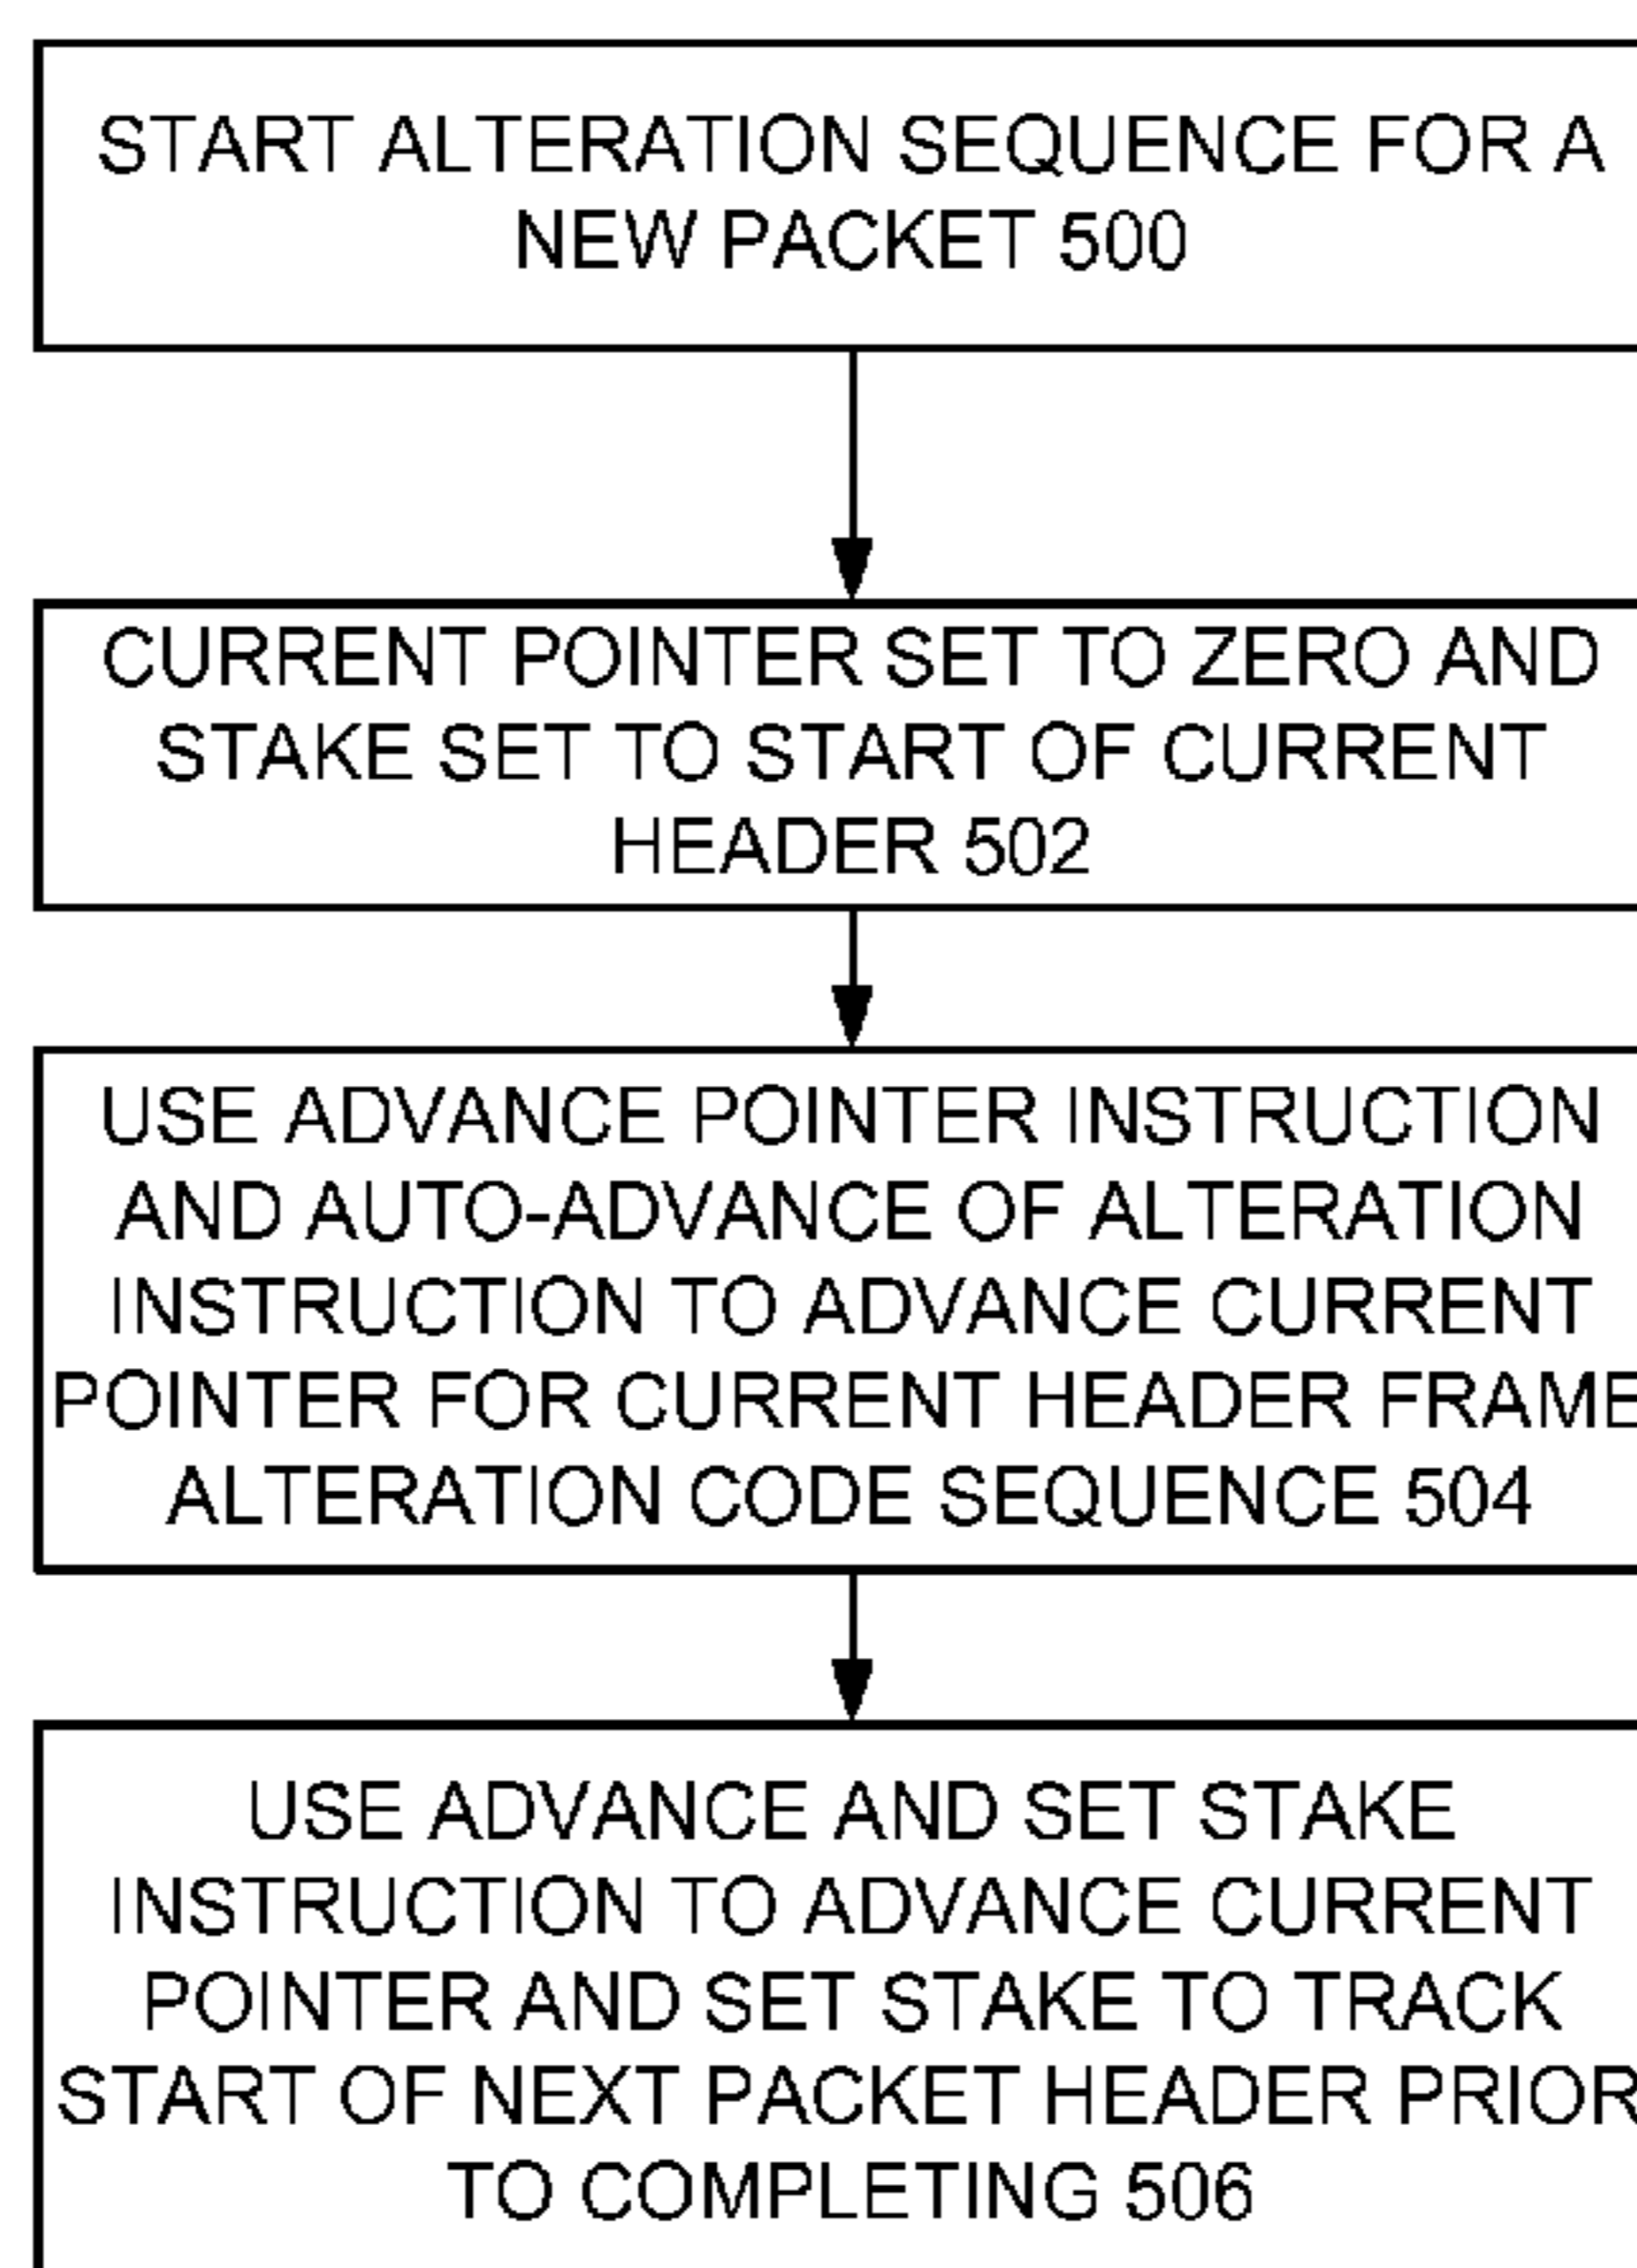 START ALTERATION SEQUENCE FOR A
NEW PACKET 500
CURRENT POINTER SET TO ZERO AND
STAKE SET TO START OF CURRENT
HEADER 502
USE ADVANCE POINTER INSTRUCTION
AND AUTO-ADVANCE OF ALTERATION
INSTRUCTION TO ADVANCE CURRENT
POINTER FOR CURRENT HEADER FRAME
ALTERATION CODE SEQUENCE 504
USE ADVANCE AND SET STAKE
INSTRUCTION TO ADVANCE CURRENT
POINTER AND SET STAKE TO TRACK
START OF NEXT PACKET HEADER PRIOR
TO COMPLETING 506